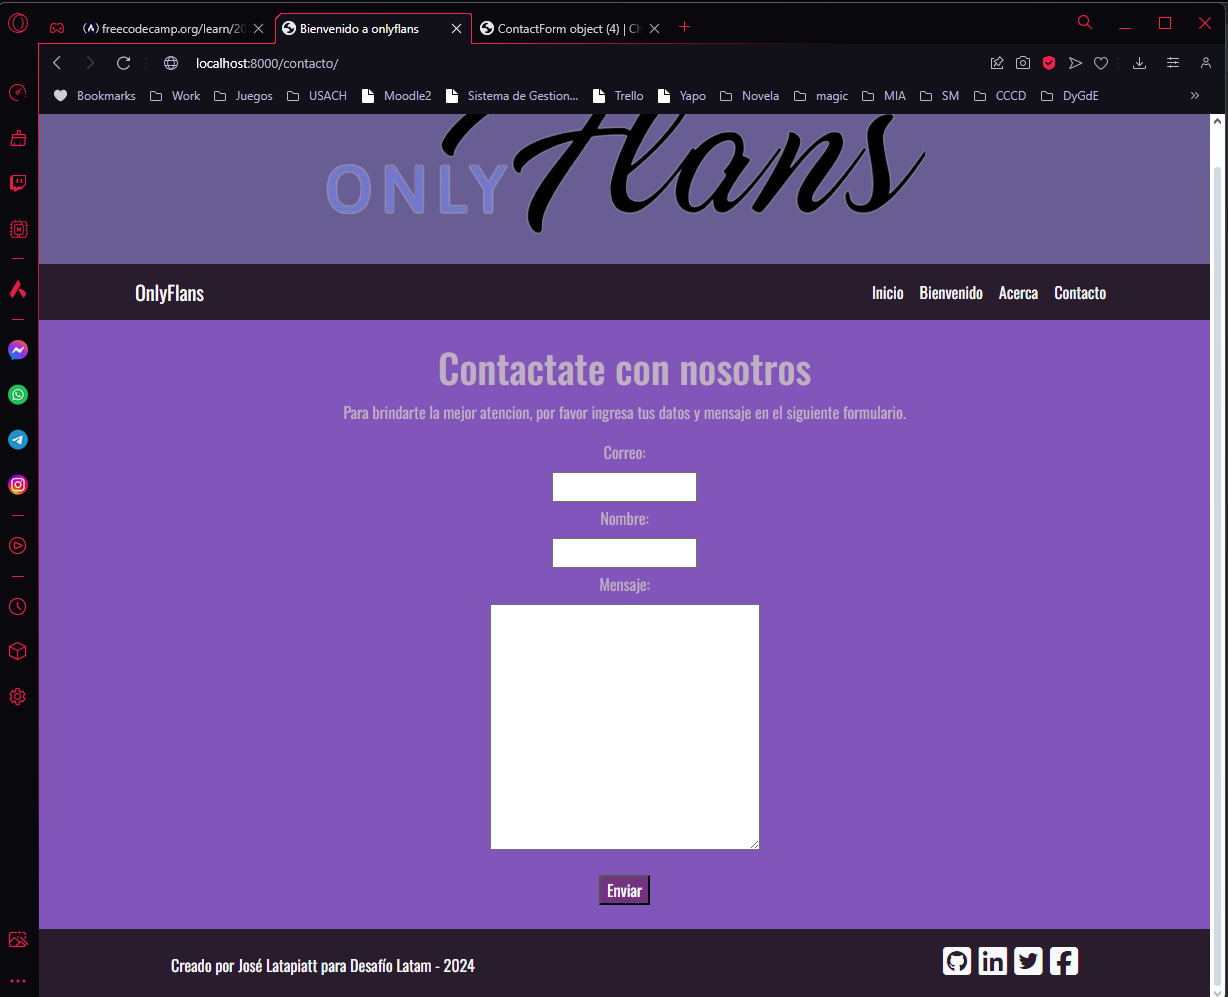 freecodecamp.org/learn/20
Bienvenido a onlyflans
ContactForm object (4) | Ch
localhost:8000/contacto/
Bookmarks Work Juegos USACH Moodle2 Sistema de Gestion... Trello Yapo Novela magic MIA SM CCCD DyGdE
ONLY Flans
OnlyFlans
Inicio Bienvenido Acerca Contacto
Contactate con nosotros
Para brindarte la mejor atencion, por favor ingresa tus datos y mensaje en el siguiente formulario.
Correo:
Nombre:
Mensaje:
Enviar
Creado por José Latapiatt para Desafío Latam - 2024